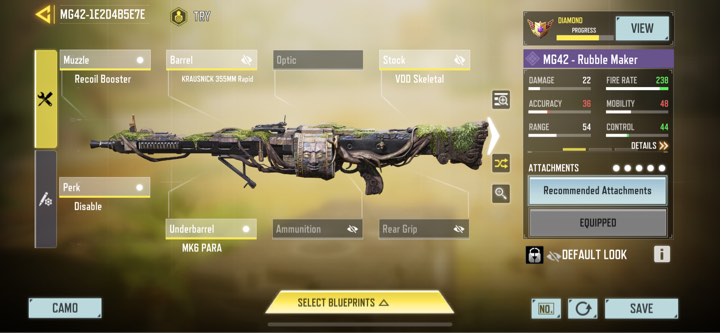 MG42-1E2D4B5E7E
TRY
DIAMOND
PROGRESS
VIEW
Muzzle
Recoil Booster
Barrel
KRAUSNICK 355MM Rapid
Optic
Stock
VDD Skeletal
MG42 - Rubble Maker
DAMAGE 22
FIRE RATE 238
ACCURACY 36
MOBILITY 48
RANGE 54
CONTROL 44
DETAILS
Perk
Disable
Underbarrel
MK6 PARA
Ammunition
Rear Grip
ATTACHMENTS
Recommended Attachments
EQUIPPED
DEFAULT LOOK
i
CAMO
SELECT BLUEPRINTS
NO.
SAVE